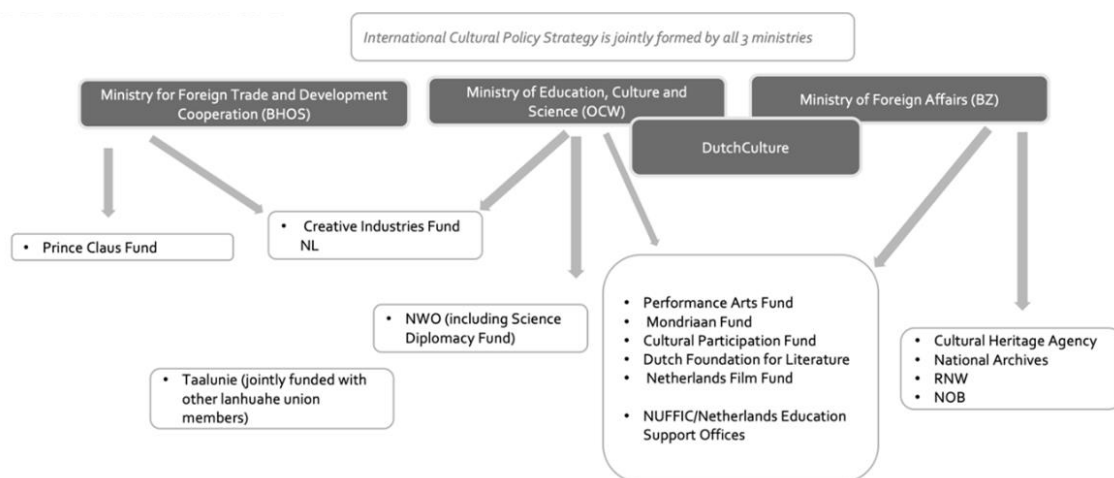 International Cultural Policy Strategy is jointly formed by all 3 ministries
Ministry for Foreign Trade and Development
Cooperation (BHOS)
Ministry of Education, Culture and
Science (OCW)
Ministry of Foreign Affairs (BZ)
DutchCulture
• Prince Claus Fund
• Creative Industries Fund
NL
• NWO (including Science
Diplomacy Fund)
• Taalunie (jointly funded with
other lanhuahe union
members)
• Performance Arts Fund
• Mondriaan Fund
• Cultural Participation Fund
• Dutch Foundation for Literature
• Netherlands Film Fund
• NUFFIC/Netherlands Education
Support Offices
• Cultural Heritage Agency
• National Archives
• RNW
• NOB